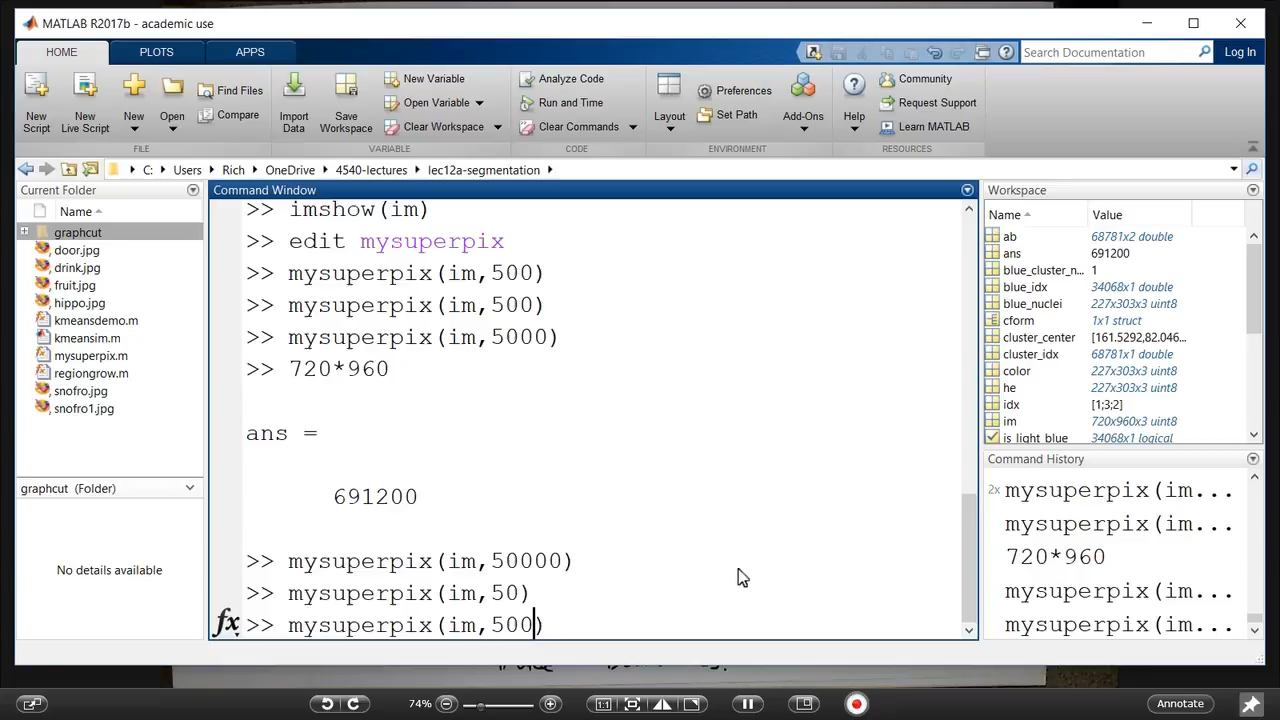 MATLAB R2017b - academic use
HOME PLOTS APPS
Search Documentation
Log In
New Script
New Live Script
New
Open
Find Files
Compare
FILE
Import Data
Save Workspace
New Variable
Open Variable
Clear Workspace
VARIABLE
Analyze Code
Run and Time
Clear Commands
CODE
Layout
Preferences
Set Path
Add-Ons
ENVIRONMENT
Help
Community
Request Support
Learn MATLAB
RESOURCES
C: Users Rich OneDrive 4540-lectures lec12a-segmentation
Current Folder
Name
graphcut
door.jpg
drink.jpg
fruit.jpg
hippo.jpg
kmeansdemo.m
kmeansim.m
mysuperpix.m
regiongrow.m
snofro.jpg
snofro1.jpg
graphcut (Folder)
No details available
Command Window
>> imshow(im)
>> edit mysuperpix
>> mysuperpix(im,500)
>> mysuperpix(im,500)
>> mysuperpix(im,5000)
>> 720*960
ans =
691200
>> mysuperpix(im,50000)
>> mysuperpix(im,50)
fx >> mysuperpix(im,500)
Workspace
Name Value
ab 68781x2 double
ans 691200
blue_cluster_n... 1
blue_idx 34068x1 double
blue_nuclei 227x303x3 uint8
cform 1x1 struct
cluster_center [161.5292,82.046...
cluster_idx 68781x1 double
color 227x303x3 uint8
he 227x303x3 uint8
idx [1;3;2]
im 720x960x3 uint8
is_light_blue 34068x1 logical
Command History
2x mysuperpix(im...
mysuperpix(im...
720*960
mysuperpix(im...
mysuperpix(im...
74%
1:1
Annotate